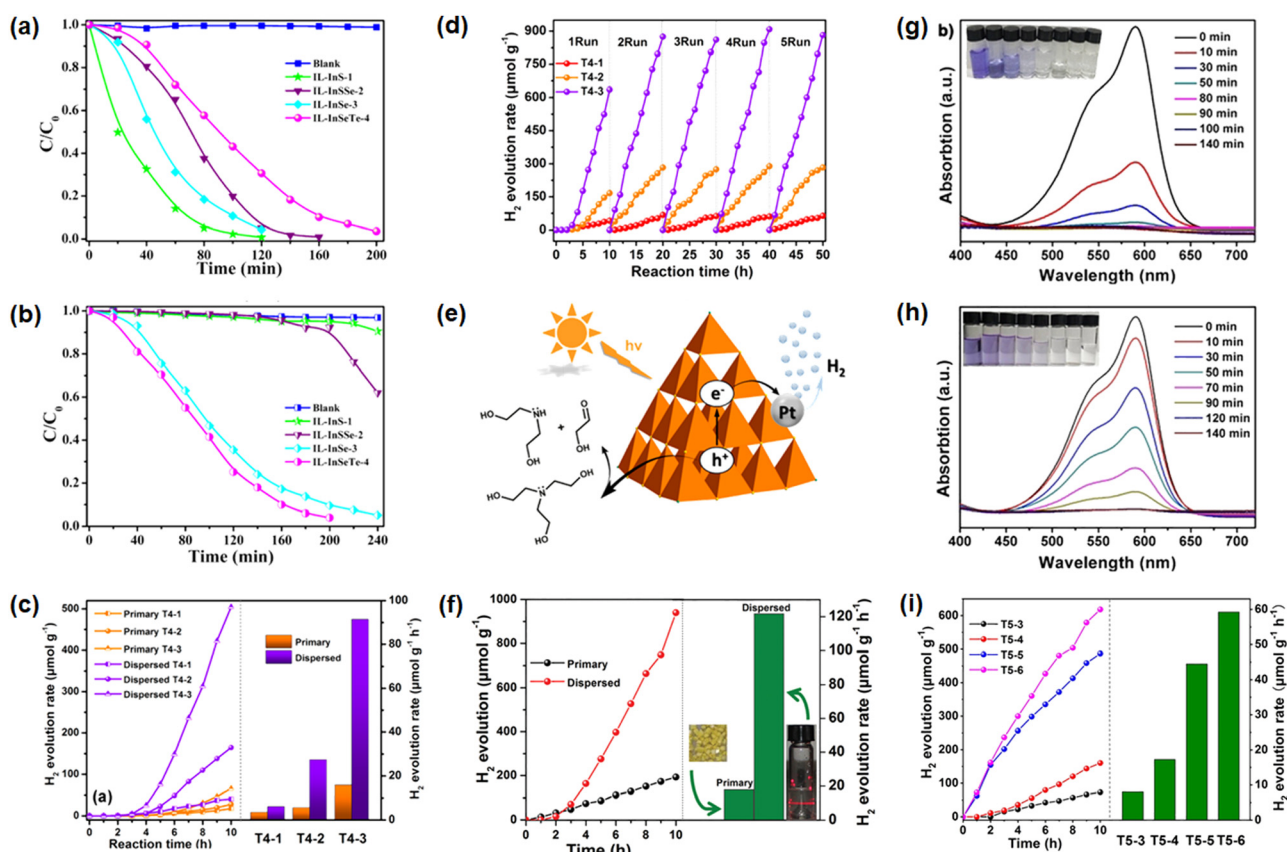 (a)
1.0
0.8
0.6
0.4
0.2
0.0
C/C0
Blank
IL-InS-1
IL-InSSe-2
IL-InSe-3
IL-InSeTe-4
0 40 80 120 160 200
Time (min)
(b)
1.0
0.8
0.6
0.4
0.2
0.0
C/C0
Blank
IL-InS-1
IL-InSSe-2
IL-InSe-3
IL-InSeTe-4
0 40 80 120 160 200 240
Time (min)
(c)
500
400
300
200
100
50
0
H2 evolution (μmol g-1)
Primary T4-1
Primary T4-2
Primary T4-3
Dispersed T4-1
Dispersed T4-2
Dispersed T4-3
(a)
0 1 2 3 4 5 6 7 8 9 10
Reaction time (h)
Primary
Dispersed
T4-1 T4-2 T4-3
100
80
60
40
20
0
H2 evolution rate (μmol g-1 h-1)
(d)
900
750
600
450
300
150
0
H2 evolution rate (μmol g-1)
1Run 2Run 3Run 4Run 5Run
T4-1
T4-2
T4-3
0 5 10 15 20 25 30 35 40 45 50
Reaction time (h)
(e)
hν
H2
e-
Pt
h+
HO NH
OH
+
O
OH
HO N OH
HO
(f)
1000
800
600
400
200
0
H2 evolution (μmol g-1)
Primary
Dispersed
0 2 4 6 8 10
Time (h)
Dispersed
Primary
120
100
80
60
40
20
0
H2 evolution rate (μmol g-1 h-1)
(g)
b)
Absorbtion (a.u.)
0 min
10 min
30 min
50 min
80 min
90 min
100 min
140 min
400 450 500 550 600 650 700
Wavelength (nm)
(h)
Absorbtion (a.u.)
0 min
10 min
30 min
50 min
70 min
90 min
120 min
140 min
400 450 500 550 600 650 700
Wavelength (nm)
(i)
600
500
400
300
200
100
0
H2 evolution (μmol g-1)
T5-3
T5-4
T5-5
T5-6
0 2 4 6 8 10
Time (h)
T5-3 T5-4 T5-5 T5-6
60
50
40
30
20
10
0
H2 evolution rate (μmol g-1 h-1)